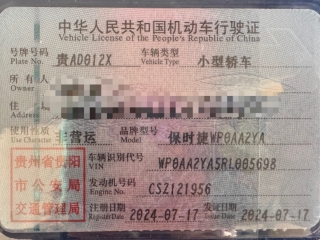 中华人民共和国机动车行驶证
Vehicle License of the People's Republic of China
号牌号码 贵AD012X 车辆类型 小型轿车
Plate No. Vehicle Type
所有人
Owner
住
Address
使用性质 非营运 品牌型号 保时捷WP0AA2YA
Use Character Model
贵州省贵阳 车辆识别代号 WP0AA2YA5RL005698
VIN
市公安局 发动机号码 CSZ121956
Engine No.
交通管理局 注册日期 2024-07-17 发证日期 2024-07-17
Register Date Issue Date